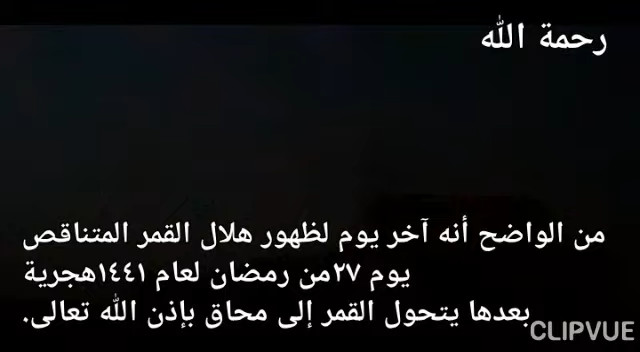 رحمة الله
من الواضح أنه آخر يوم لظهور هلال القمر المتناقص
يوم ٢٧من رمضان لعام ١٤٤١هجرية
بعدها يتحول القمر إلى محاق بإذن الله تعالى.
CLIPVUE